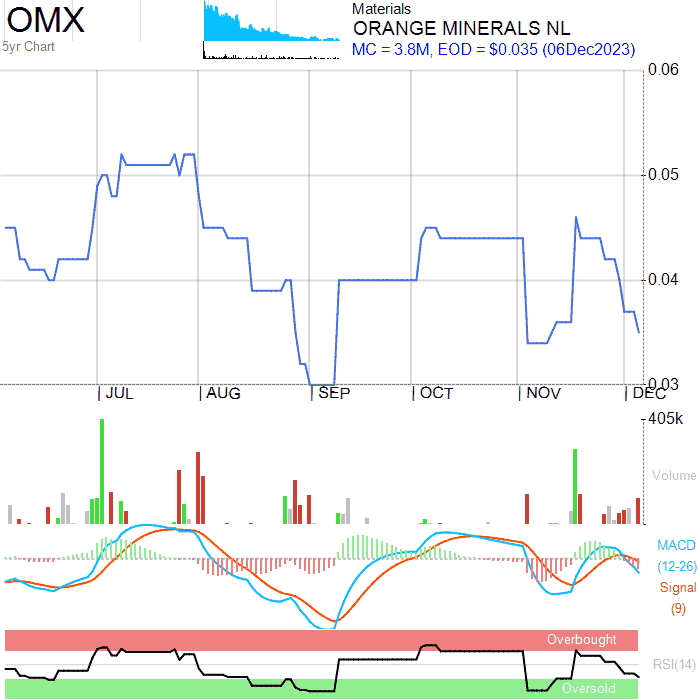 OMX
5yr Chart
Materials
ORANGE MINERALS NL
MC = 3.8M, EOD = $0.035 (06Dec2023)
0.06
0.05
0.04
0.03
JUL
AUG
SEP
OCT
NOV
DEC
405k
Volume
MACD
(12-26)
Signal
(9)
Overbought
RSI(14)
Oversold